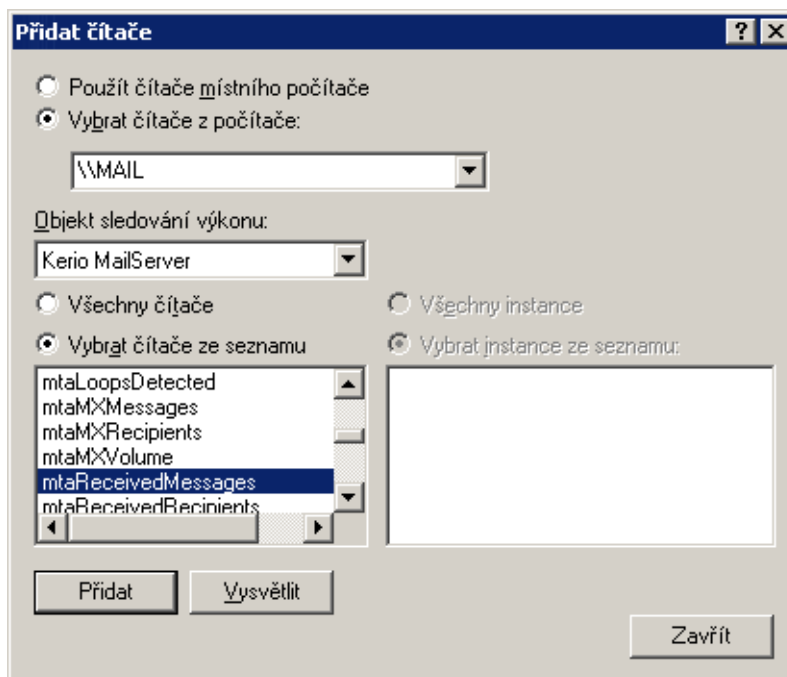 Přidat čítače
Použít čítače místního počítače
Vybrat čítače z počítače:
\\MAIL
Objekt sledování výkonu:
Kerio MailServer
Všechny čítače
Všechny instance
Vybrat čítače ze seznamu
Vybrat instance ze seznamu:
mtaLoopsDetected
mtaMXMessages
mtaMXRecipients
mtaMXVolume
mtaReceivedMessages
mtaReceivedRecipients
Přidat
Vysvětlit
Zavřít